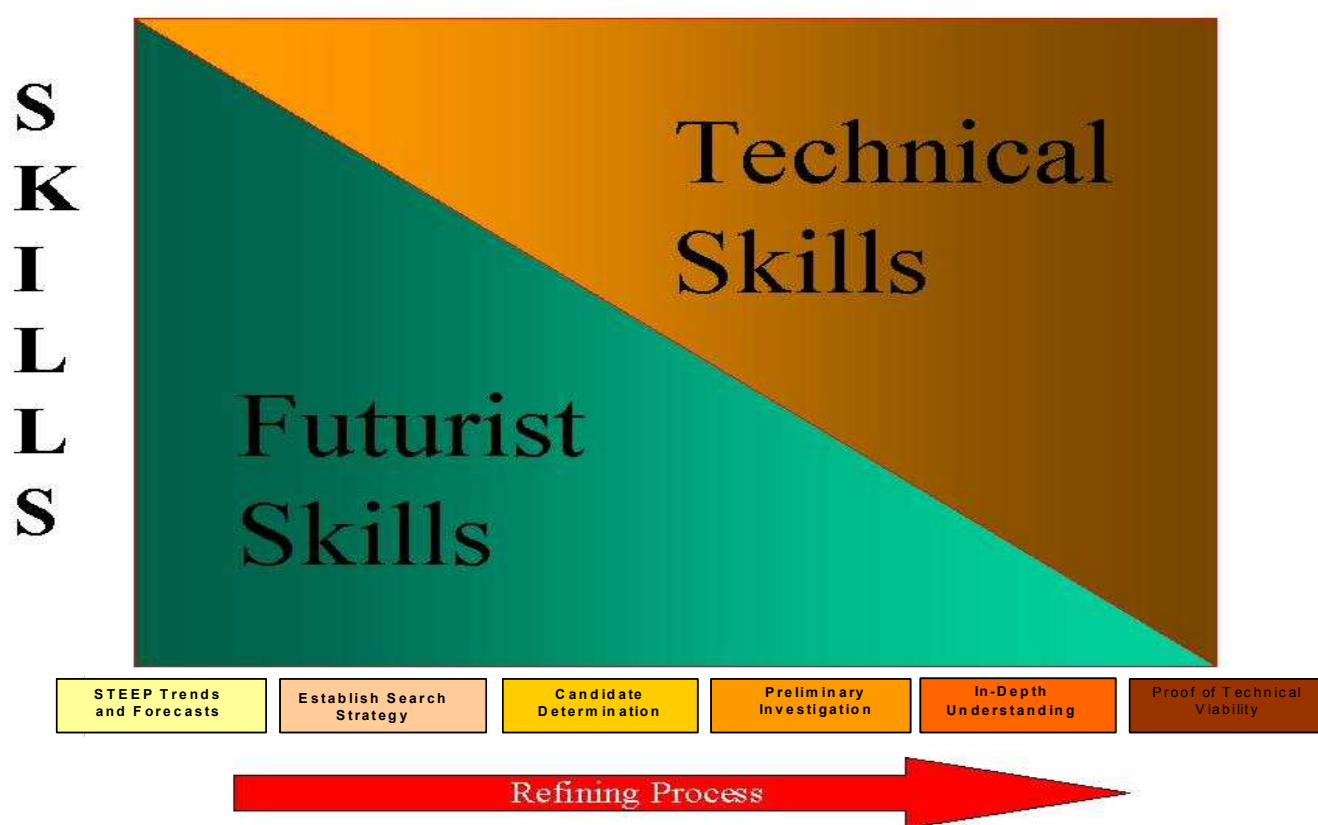 SKILLS
Technical
Skills
Futurist
Skills
STEEP Trends
and Forecasts
Establish Search
Strategy
Candidate
Determination
Preliminary
Investigation
In-Depth
Understanding
Proof of Technical
Viability
Refining Process